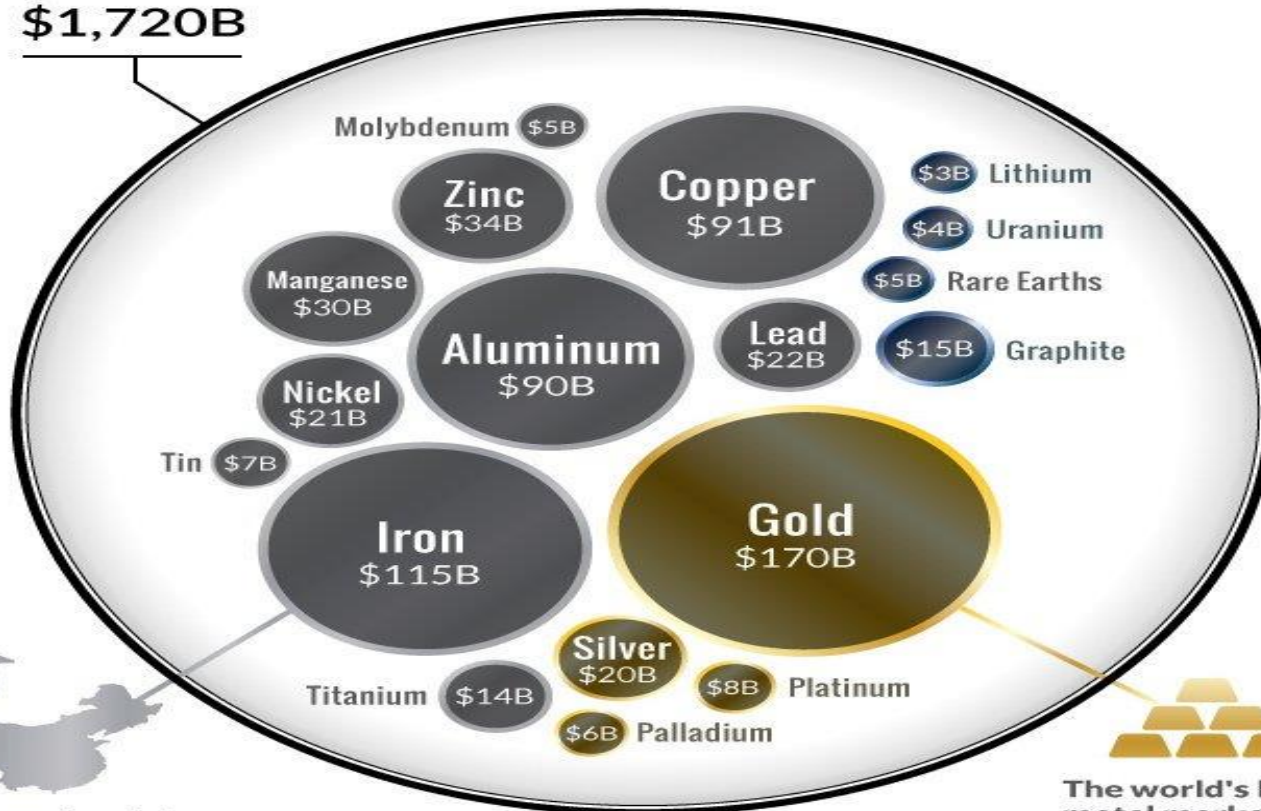 $1,720B
Molybdenum $5B
Zinc
$34B
Copper
$91B
$3B Lithium
$4B Uranium
$5B Rare Earths
Manganese
$30B
Aluminum
$90B
Lead
$22B
$15B Graphite
Nickel
$21B
Tin $7B
Iron
$115B
Gold
$170B
Silver
$20B
Titanium $14B
$8B Platinum
$6B Palladium
The world's